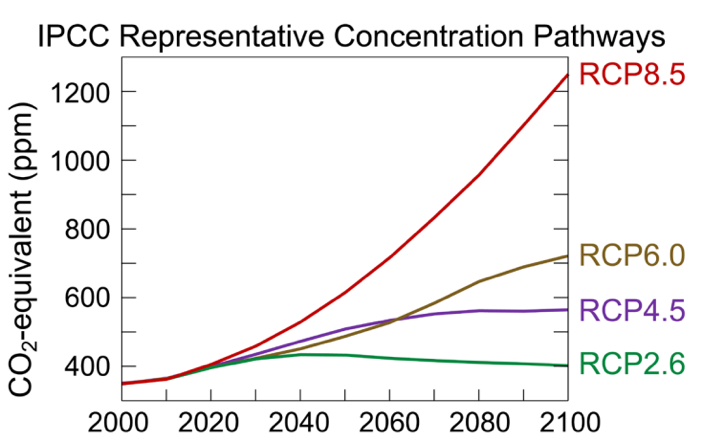 IPCC Representative Concentration Pathways
CO₂-equivalent (ppm)
1200
1000
800
600
400
2000 2020 2040 2060 2080 2100
RCP8.5
RCP6.0
RCP4.5
RCP2.6